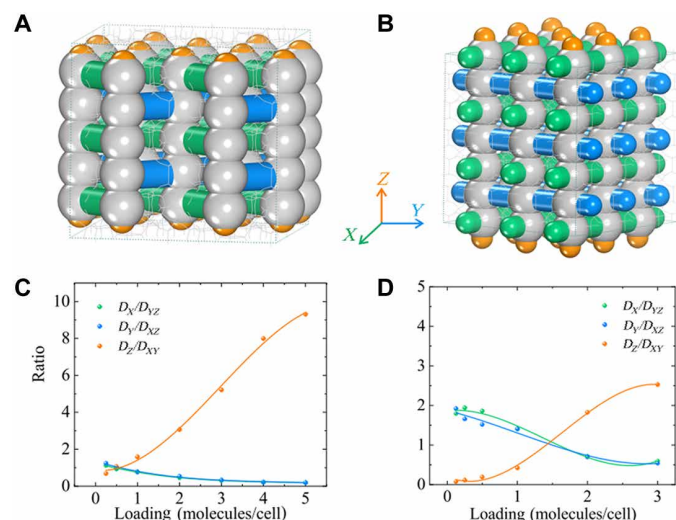 A
B
Z
Y
X
C
10
8
6
4
2
0
Ratio
D_X/D_YZ
D_Y/D_XZ
D_Z/D_XY
0 1 2 3 4 5
Loading (molecules/cell)
D
5
4
3
2
1
0
D_X/D_YZ
D_Y/D_XZ
D_Z/D_XY
0 1 2 3
Loading (molecules/cell)